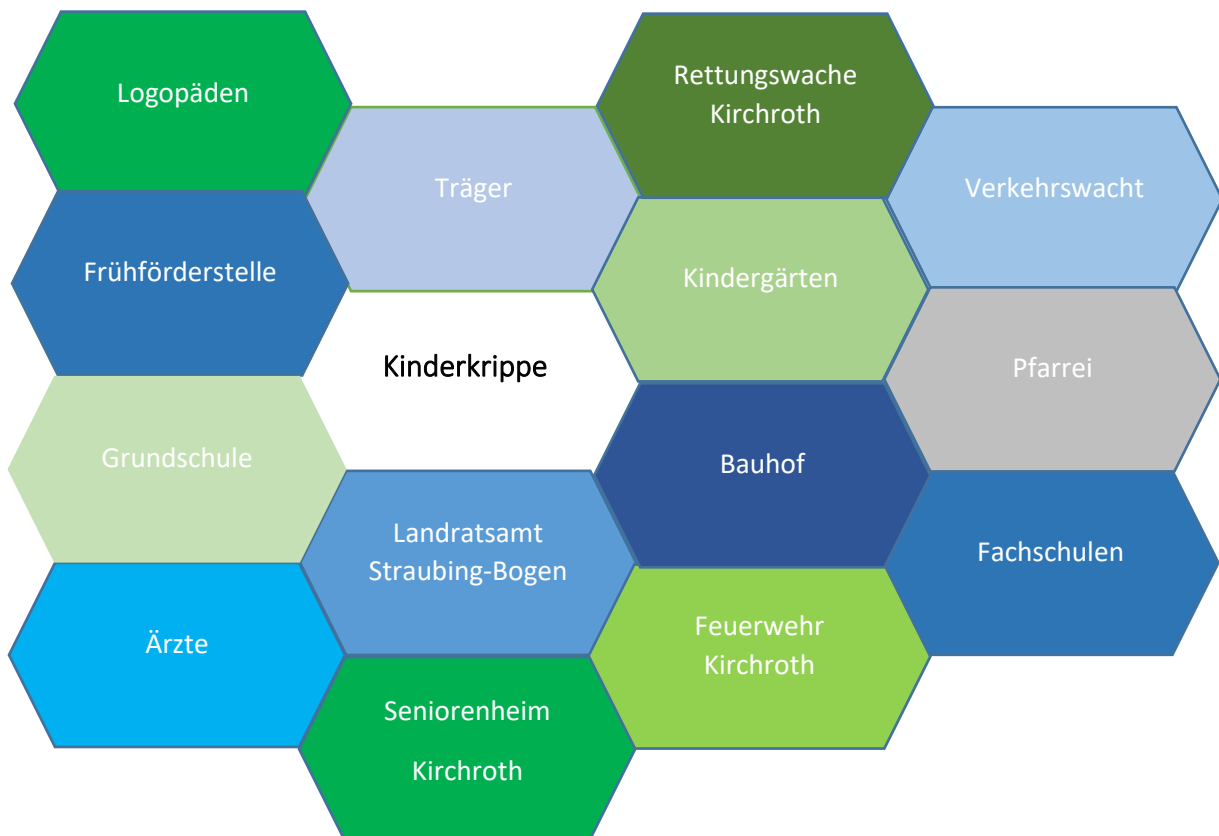 Logopäden
Rettungswache
Kirchroth
Träger
Verkehrswacht
Frühförderstelle
Kindergärten
Kinderkrippe
Pfarrei
Grundschule
Bauhof
Landratsamt
Straubing-Bogen
Fachschulen
Ärzte
Feuerwehr
Kirchroth
Seniorenheim
Kirchroth